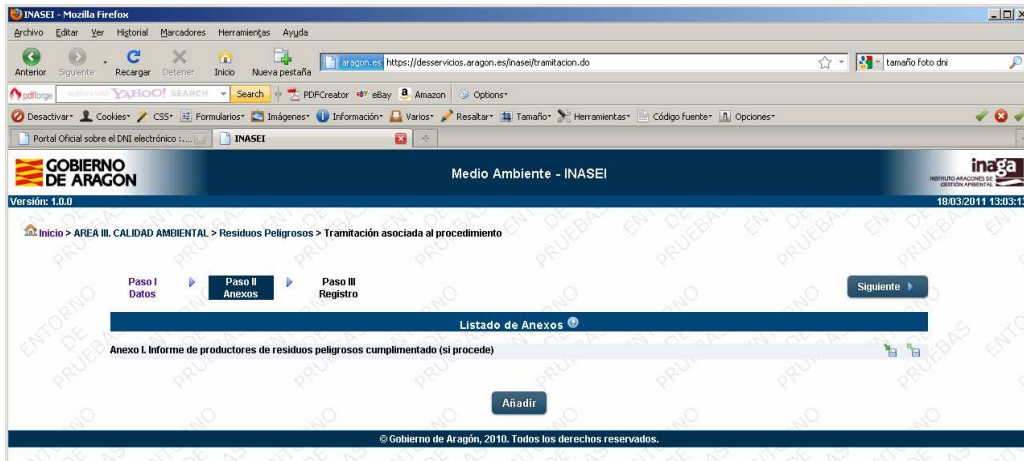 INASEI - Mozilla Firefox
Archivo Editar Ver Historial Marcadores Herramientas Ayuda
Anterior Siguiente Recargar Detener Inicio Nueva pestaña aragon.es https://desservicios.aragon.es/inasei/tramitacion.do tamaño foto dni
pdfforge YAHOO! SEARCH Search PDFCreator eBay Amazon Options
Desactivar Cookies CSS Formularios Imágenes Información Varios Resaltar Tamaño Herramientas Código fuente Opciones
Portal Oficial sobre el DNI electrónico :.... INASEI
GOBIERNO DE ARAGON
Medio Ambiente - INASEI
inaga
INSTITUTO ARAGONÉS DE GESTIÓN AMBIENTAL
Versión: 1.0.0 18/03/2011 13:03:13
Inicio > AREA III. CALIDAD AMBIENTAL > Residuos Peligrosos > Tramitación asociada al procedimiento
Paso I Datos
Paso II Anexos
Paso III Registro
Siguiente
Listado de Anexos
Anexo I. Informe de productores de residuos peligrosos cumplimentado (si procede)
Añadir
© Gobierno de Aragón, 2010. Todos los derechos reservados.
ENTORNO DE PRUEBAS